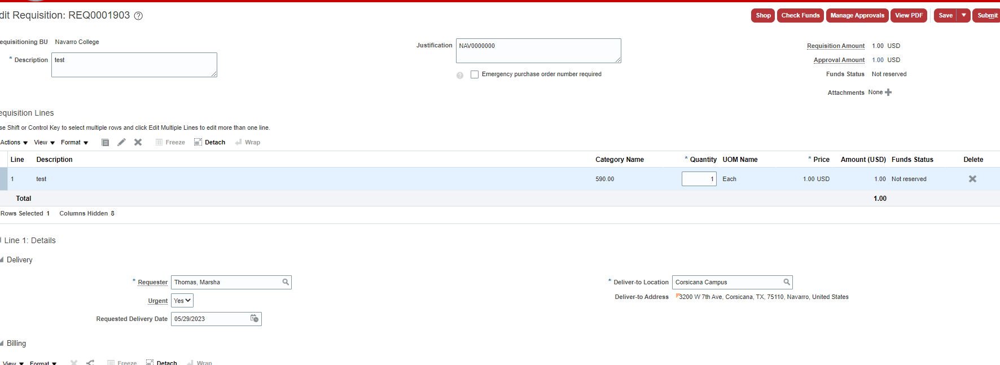 dit Requisition: REQ0001903
Shop Check Funds Manage Approvals View PDF Save Submit
equisitioning BU Navarro College
* Description test
Justification NAV0000000
Emergency purchase order number required
Requisition Amount 1.00 USD
Approval Amount 1.00 USD
Funds Status Not reserved
Attachments None
equisition Lines
se Shift or Control Key to select multiple rows and click Edit Multiple Lines to edit more than one line.
Actions View Format Freeze Detach Wrap
Line Description Category Name * Quantity UOM Name * Price Amount (USD) Funds Status Delete
1 test 590.00 1 Each 1.00 USD 1.00 Not reserved
Total 1.00
Rows Selected 1 Columns Hidden 8
Line 1: Details
Delivery
* Requester Thomas, Marsha
Urgent Yes
Requested Delivery Date 05/29/2023
* Deliver-to Location Corsicana Campus
Deliver-to Address 3200 W 7th Ave, Corsicana, TX, 75110, Navarro, United States
Billing
View Format Freeze Detach Wrap